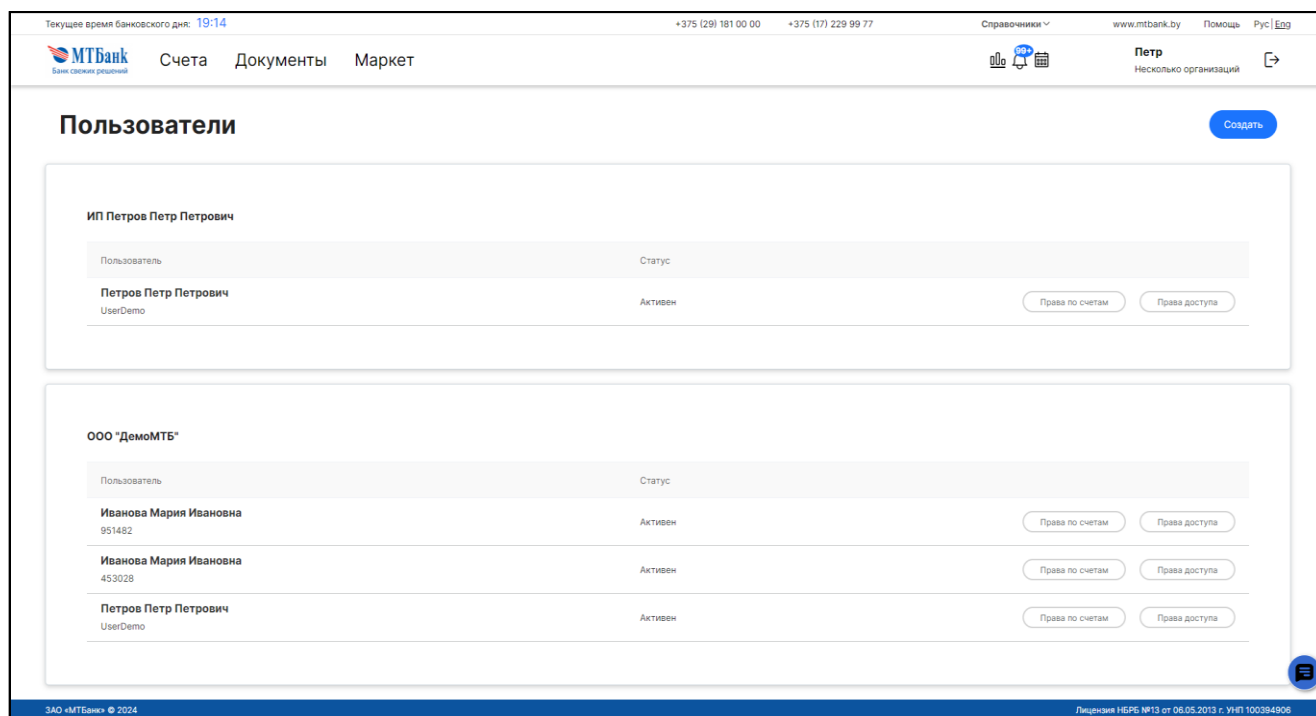 Текущее время банковского дня: 19:14 +375 (29) 181 00 00 +375 (17) 229 99 77 Справочники www.mtbank.by Помощь Рус | Eng
МТБанк
Банк свежих решений
Счета Документы Маркет
99+
Петр
Несколько организаций
Пользователи
Создать
ИП Петров Петр Петрович
Пользователь Статус
Петров Петр Петрович
UserDemo
Активен Права по счетам Права доступа
ООО "ДемоМТБ"
Пользователь Статус
Иванова Мария Ивановна
951482
Активен Права по счетам Права доступа
Иванова Мария Ивановна
453028
Активен Права по счетам Права доступа
Петров Петр Петрович
UserDemo
Активен Права по счетам Права доступа
ЗАО «МТБанк» © 2024 Лицензия НБРБ №13 от 06.05.2013 г. УНП 100394906